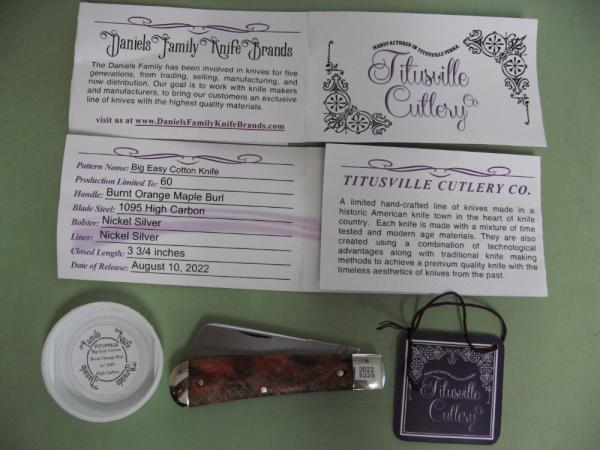 Daniels Family Knife Brands
The Daniels Family has been involved in knives for five
generations, from trading, selling, manufacturing, and
now distribution. Our goal is to work with knife makers
and manufacturers, to bring our customers an exclusive
line of knives with the highest quality materials.
visit us at www.DanielsFamilyKnifeBrands.com
MANUFACTURED IN TITUSVILLE PENNA
Titusville
Cutlery Co
Pattern Name: Big Easy Cotton Knife
Production Limited To: 60
Handle: Burnt Orange Maple Burl
Blade Steel: 1095 High Carbon
Bolster: Nickel Silver
Liner: Nickel Silver
Closed Length: 3 3/4 inches
Date of Release: August 10, 2022
TITUSVILLE CUTLERY CO.
A limited hand-crafted line of knives made in a
historic American knife town in the heart of knife
country. Each knife is made with a mixture of time
tested and modern age materials. They are also
created using a combination of technological
advantages along with traditional knife making
methods to achieve a premium quality knife with the
timeless aesthetics of knives from the past.
Family Knife
Big Easy Cotton
Burnt Orange Burl
High Carbon
Brands
2022
Titusville
Cutlery Co